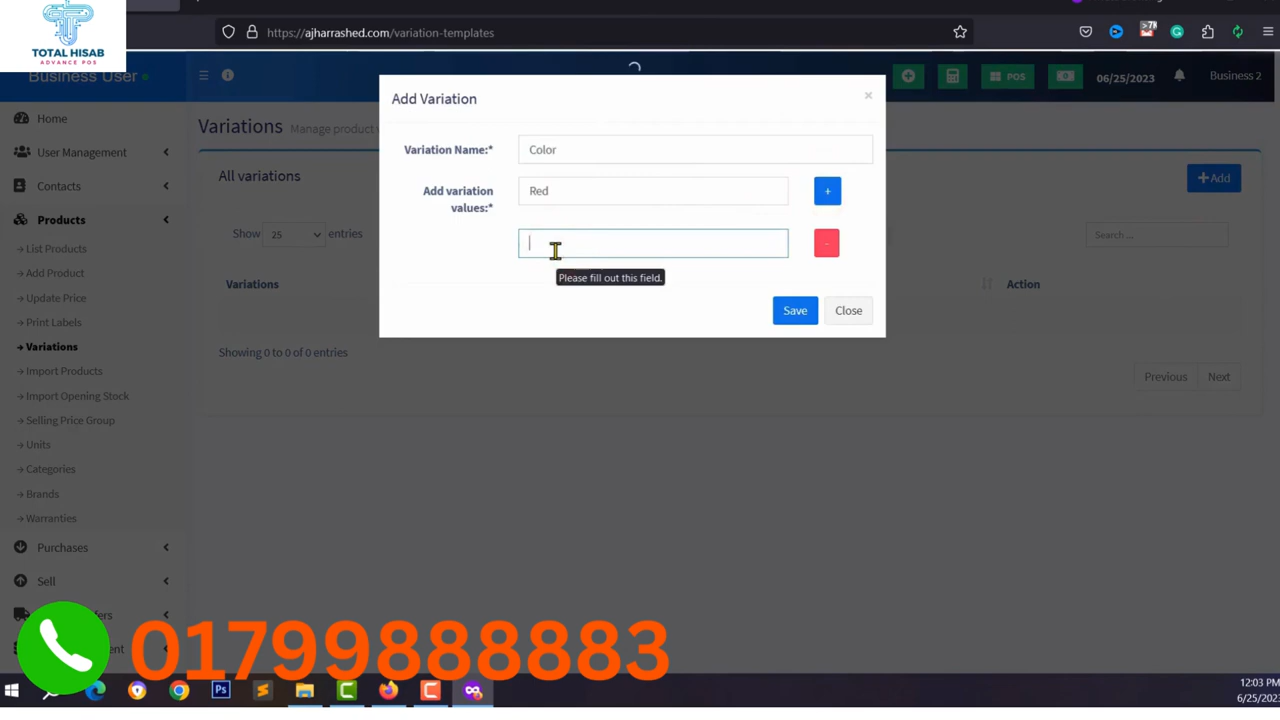 TOTAL HISAB
ADVANCE POS
https://ajharrashed.com/variation-templates
>7K
Business User
POS
06/25/2023
Business 2
Home
User Management
Contacts
Products
List Products
Add Product
Update Price
Print Labels
Variations
Import Products
Import Opening Stock
Selling Price Group
Units
Categories
Brands
Warranties
Purchases
Sell
Variations Manage product
All variations
+Add
Show 25 entries
Search ...
Variations
Action
Showing 0 to 0 of 0 entries
Previous Next
Add Variation
×
Variation Name:* Color
Add variation values:* Red
+
-
Please fill out this field.
Save Close
01799888883
Ps
12:03 PM
6/25/2023